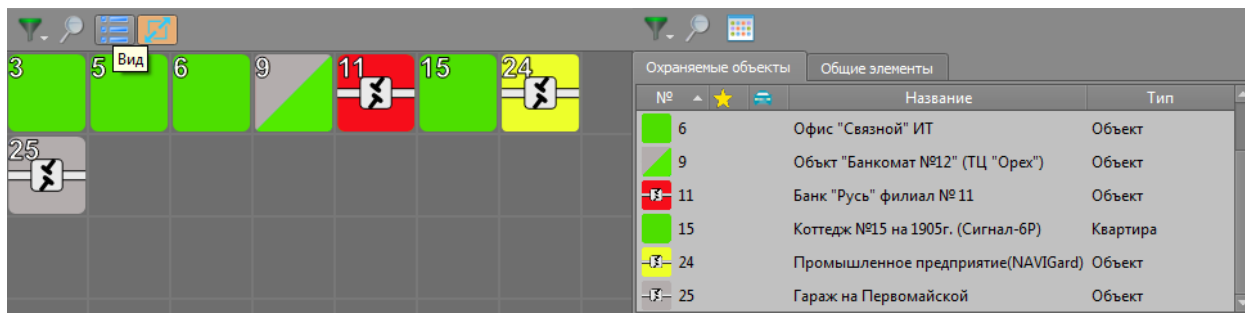 Вид
3 5 6 9 11 15 24
25
Охраняемые объекты Общие элементы
№ Название Тип
6 Офис "Связной" ИТ Объект
9 Объкт "Банкомат №12" (ТЦ "Орех") Объект
11 Банк "Русь" филиал № 11 Объект
15 Коттедж №15 на 1905г. (Сигнал-6Р) Квартира
24 Промышленное предприятие(NAVIGard) Объект
25 Гараж на Первомайской Объект